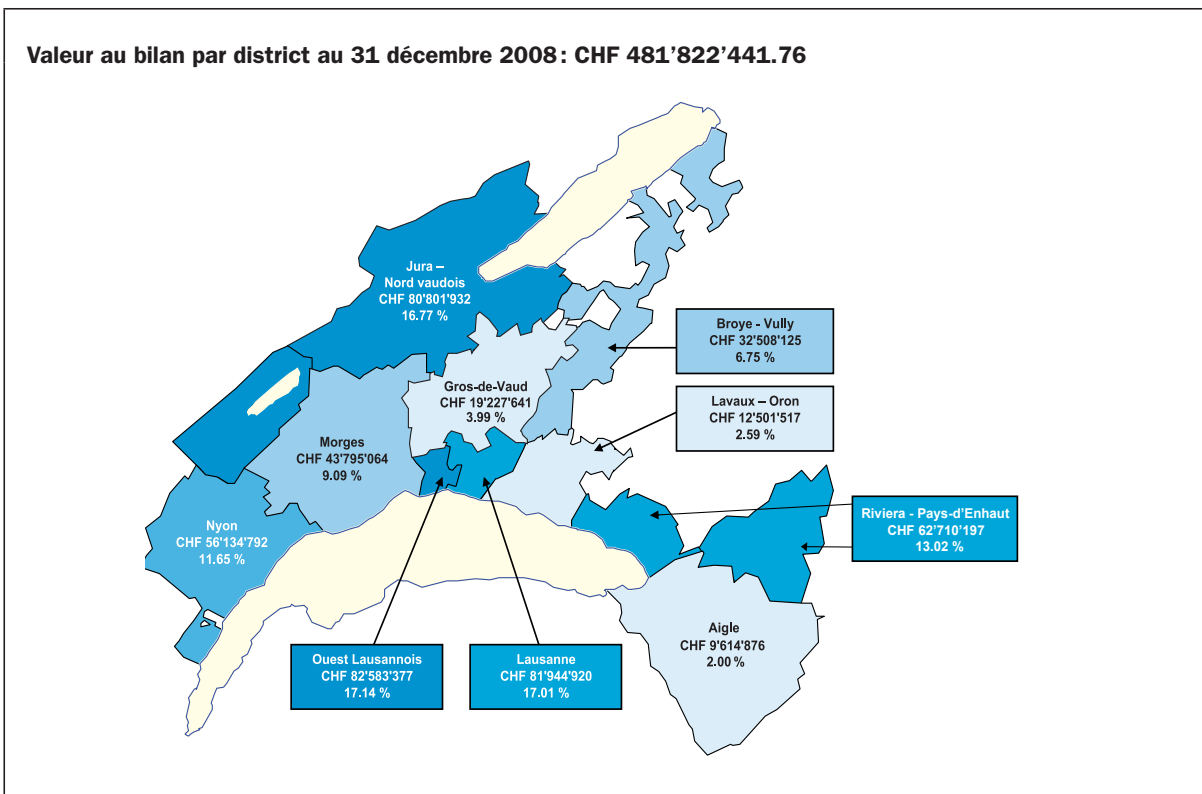 Valeur au bilan par district au 31 décembre 2008 : CHF 481’822’441.76
Jura –
Nord vaudois
CHF 80'801'932
16.77 %
Broye - Vully
CHF 32'508'125
6.75 %
Gros-de-Vaud
CHF 19'227'641
3.99 %
Lavaux – Oron
CHF 12'501'517
2.59 %
Morges
CHF 43'795'064
9.09 %
Riviera - Pays-d’Enhaut
CHF 62’710’197
13.02 %
Nyon
CHF 56'134'792
11.65 %
Aigle
CHF 9'614'876
2.00 %
Ouest Lausannois
CHF 82'583'377
17.14 %
Lausanne
CHF 81'944'920
17.01 %